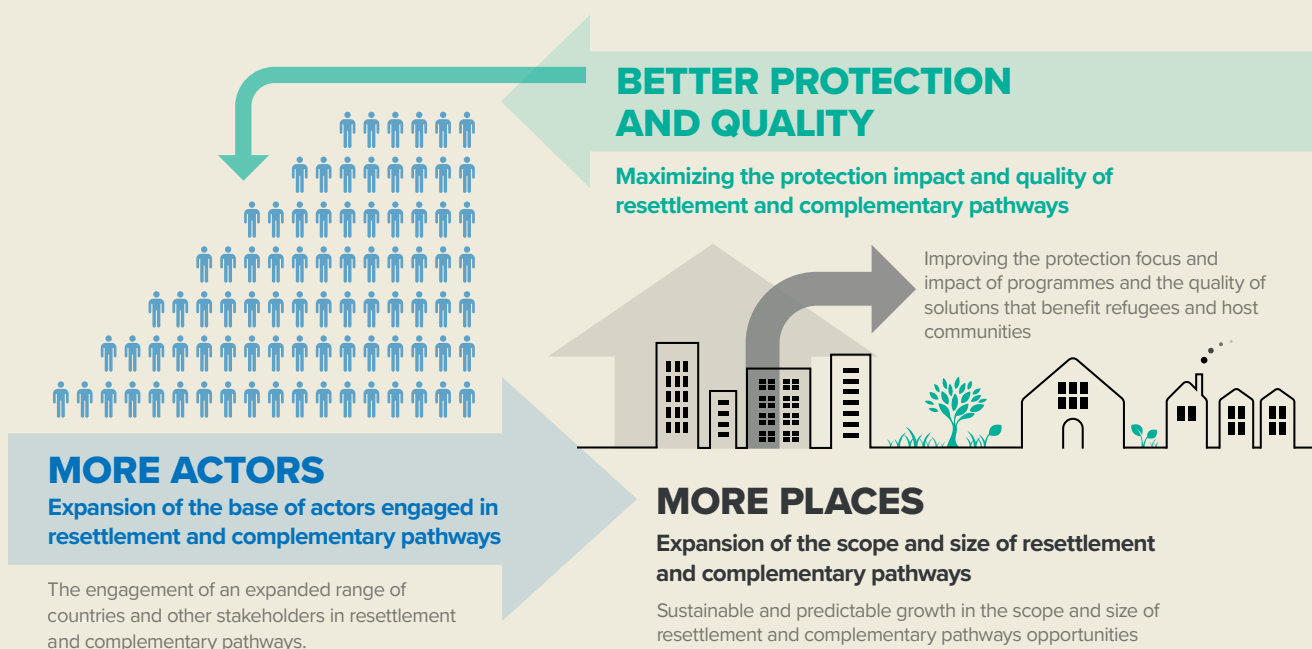 BETTER PROTECTION
AND QUALITY
Maximizing the protection impact and quality of
resettlement and complementary pathways
Improving the protection focus and
impact of programmes and the quality of
solutions that benefit refugees and host
communities
MORE ACTORS
Expansion of the base of actors engaged in
resettlement and complementary pathways
The engagement of an expanded range of
countries and other stakeholders in resettlement
and complementary pathways.
MORE PLACES
Expansion of the scope and size of resettlement
and complementary pathways
Sustainable and predictable growth in the scope and size of
resettlement and complementary pathways opportunities